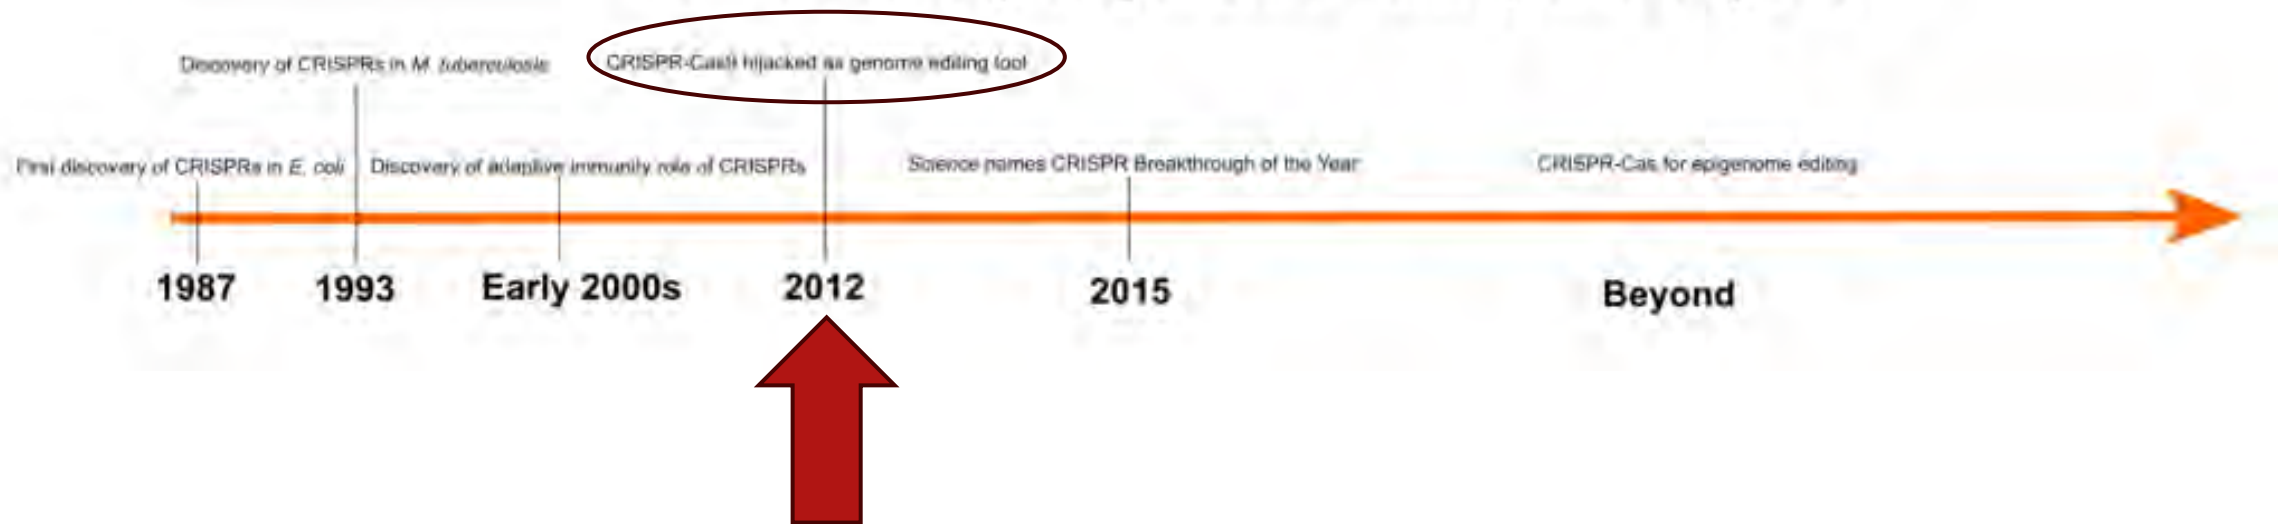 Discovery of CRISPRs in M. tuberculosis
CRISPR-Cas9 hijacked as genome editing tool
First discovery of CRISPRs in E. coli
Discovery of adaptive immunity role of CRISPRs
Science names CRISPR Breakthrough of the Year
CRISPR-Cas for epigenome editing
1987
1993
Early 2000s
2012
2015
Beyond